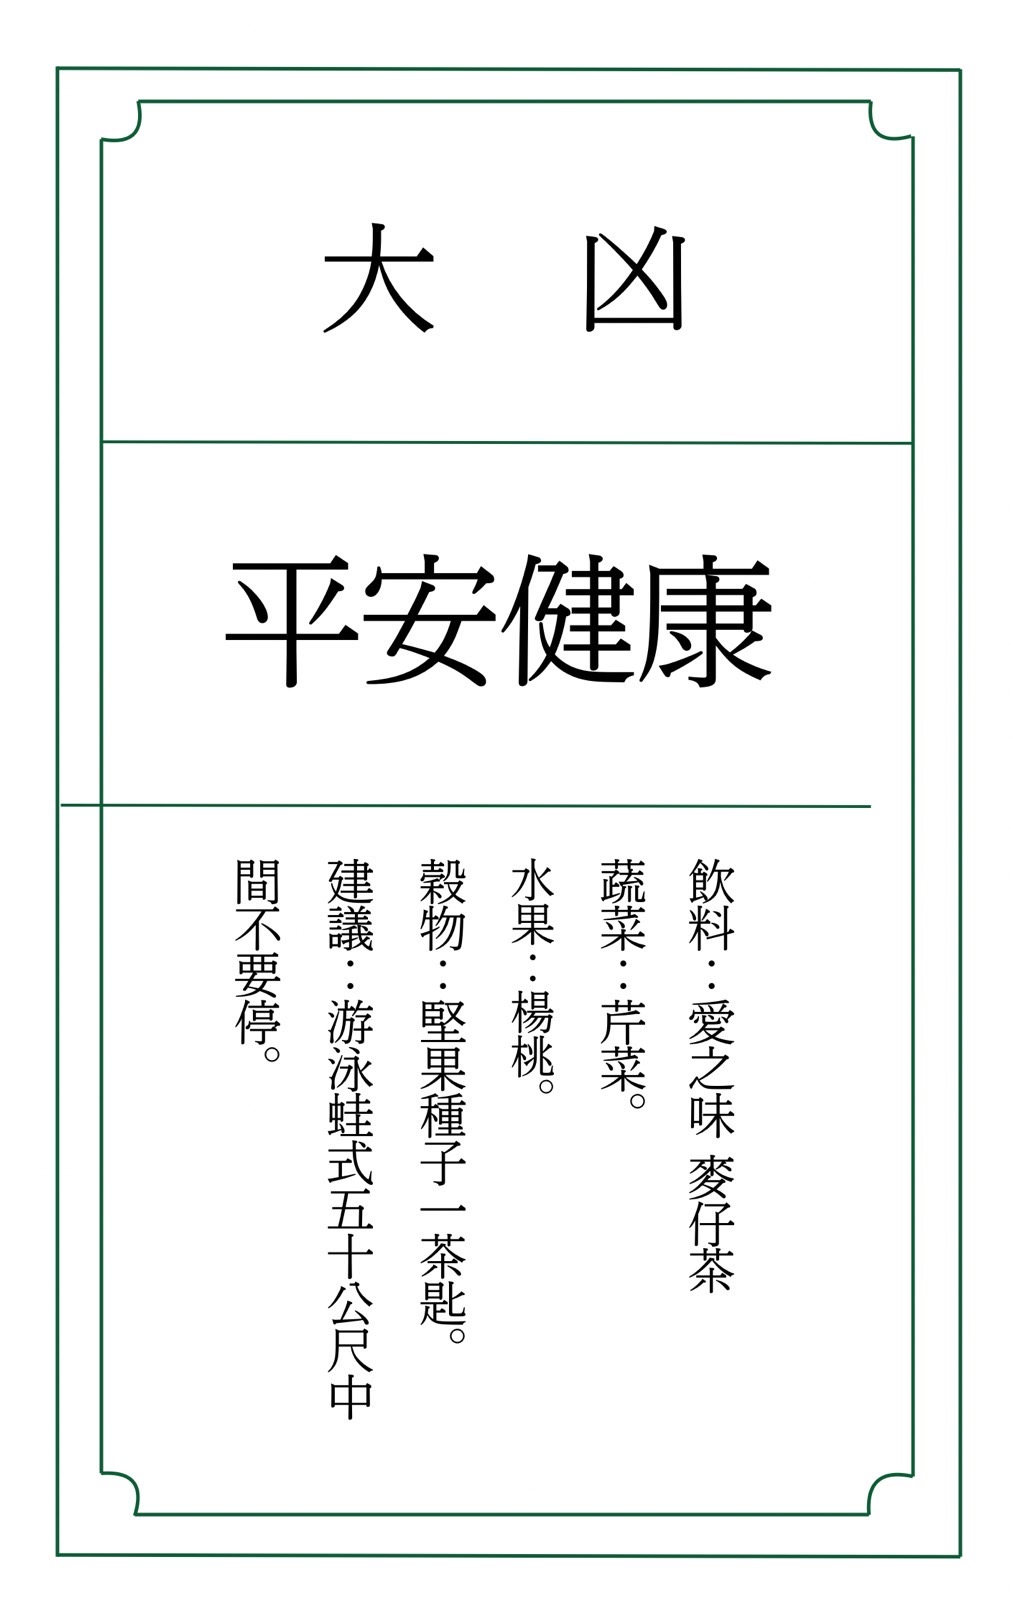 大凶
平安健康
飲料：愛之味 麥仔茶
蔬菜：芹菜。
水果：楊桃。
穀物：堅果種子一茶匙。
建議：游泳蛙式五十公尺中
間不要停。